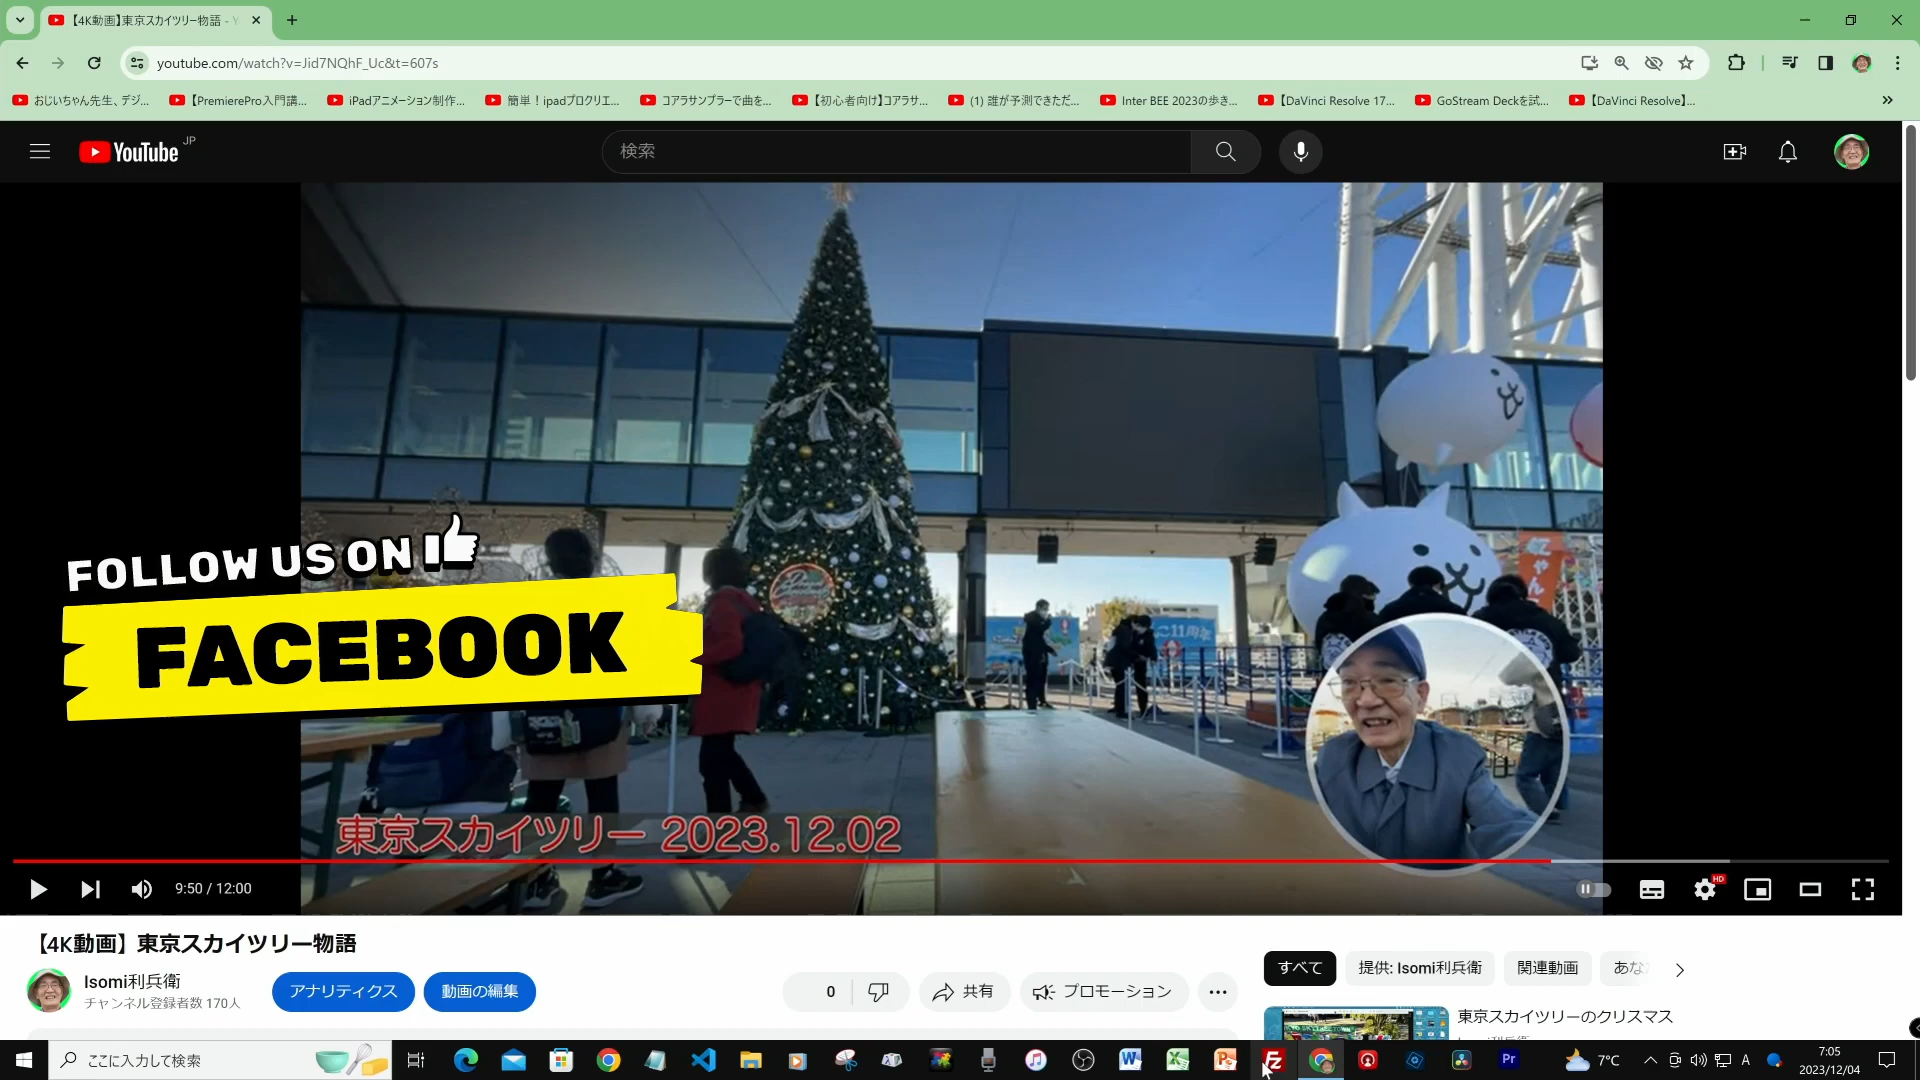 【4K動画】東京スカイツリー物語 - Y
youtube.com/watch?v=Jid7NQhF_Uc&t=607s
おじいちゃん先生、デジ...
【PremierePro入門講...
iPadアニメーション制作...
簡単！ipadプロクリエ...
コアラサンプラーで曲を...
【初心者向け】コアラサ...
(1) 誰が予測できただ...
Inter BEE 2023の歩き...
【DaVinci Resolve 17...
GoStream Deckを試...
【DaVinci Resolve】...
YouTube JP
検索
FOLLOW US ON
FACEBOOK
11周年
東京スカイツリー 2023.12.02
9:50 / 12:00
HD
【4K動画】東京スカイツリー物語
Isomi利兵衛
チャンネル登録者数 170人
アナリティクス
動画の編集
0
共有
プロモーション
すべて
提供: Isomi利兵衛
関連動画
あな
東京スカイツリーのクリスマス
ここに入力して検索
7°C
A
7:05
2023/12/04